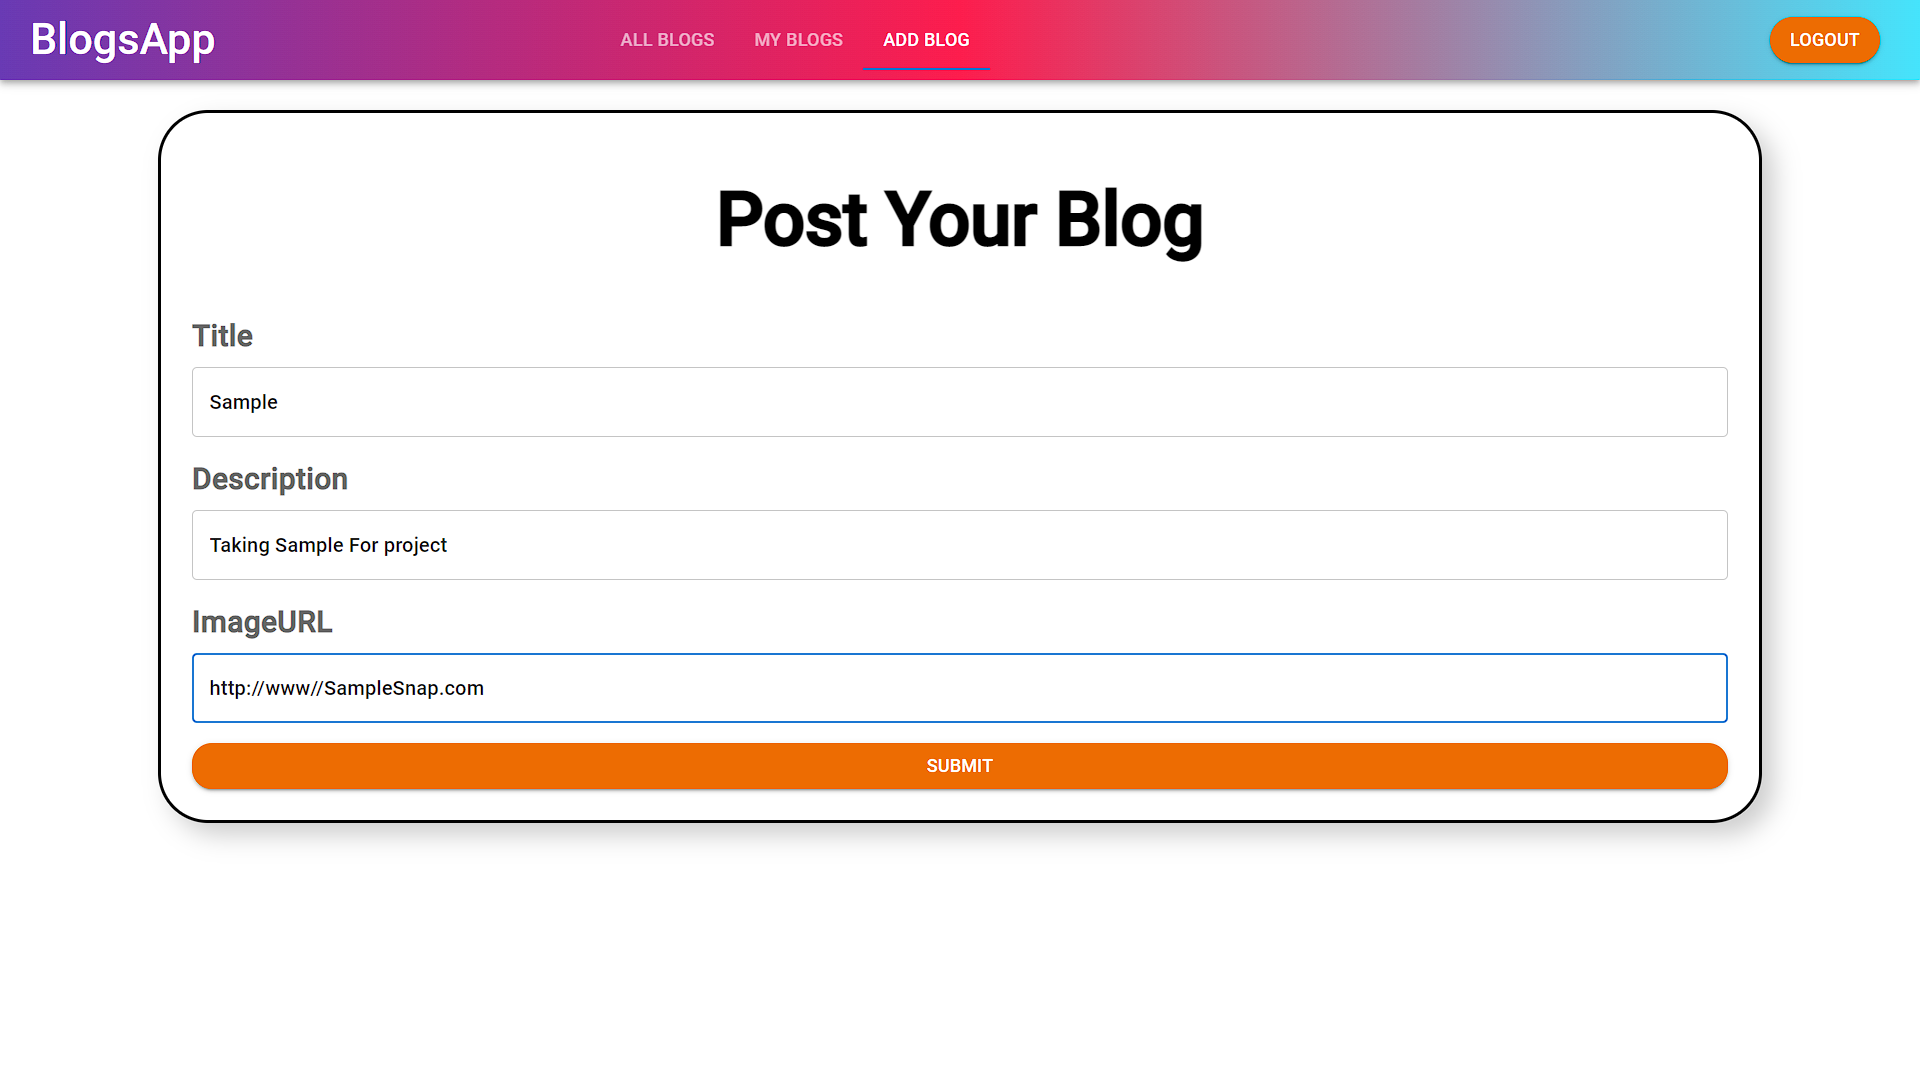 BlogsApp
ALL BLOGS MY BLOGS ADD BLOG
LOGOUT
Post Your Blog
Title
Sample
Description
Taking Sample For project
ImageURL
http://www//SampleSnap.com
SUBMIT